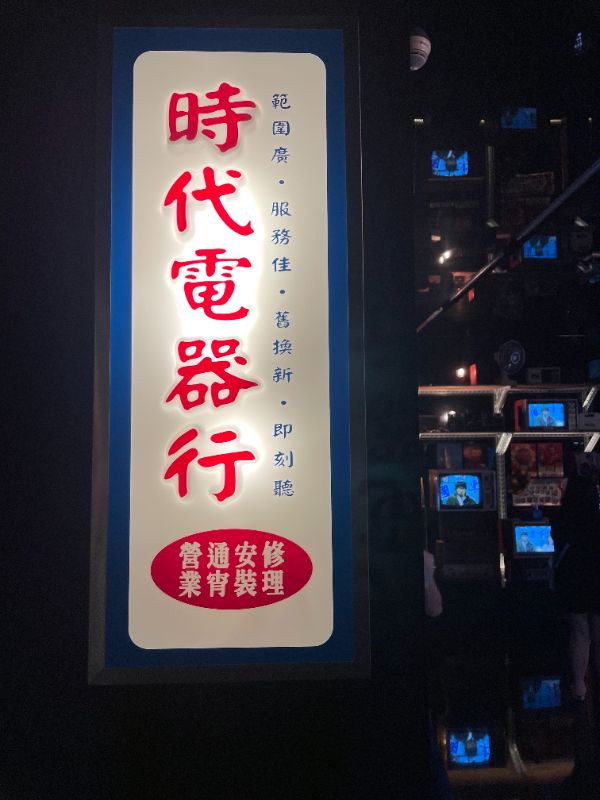 範圍廣・服務佳・舊換新・即刻聽
時代電器行
修理
安裝
通宵
營業